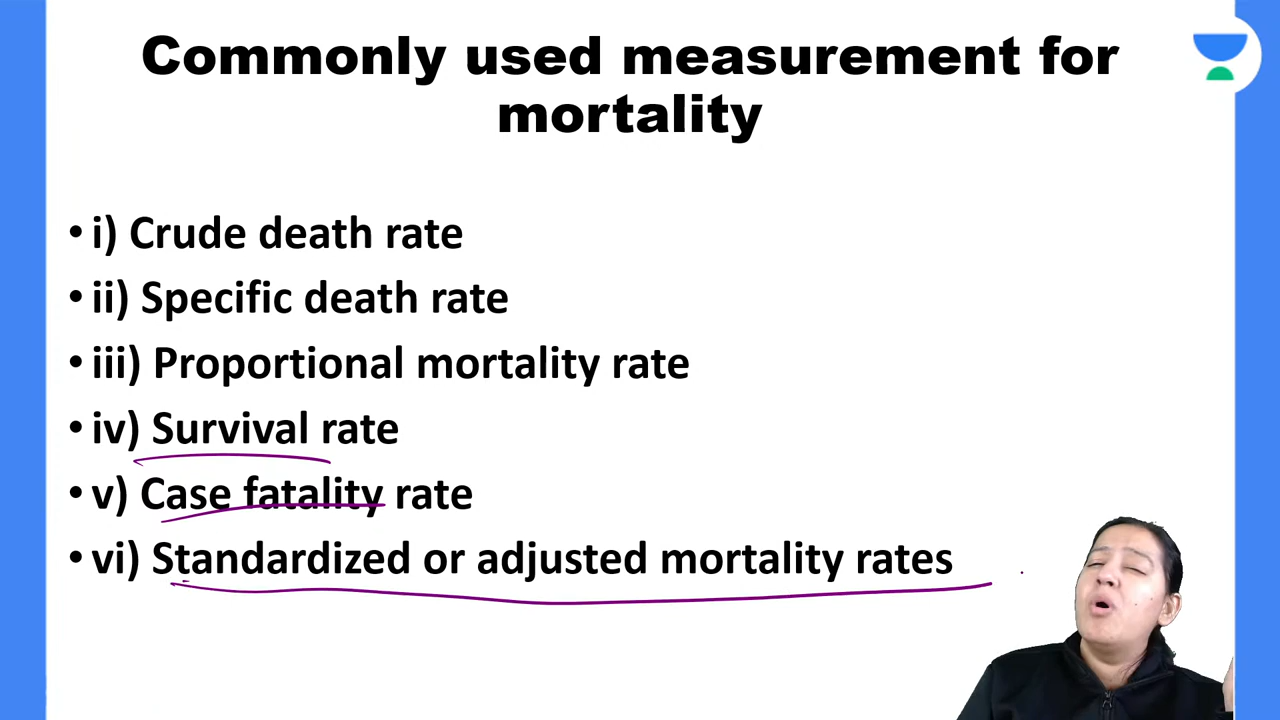 Commonly used measurement for
mortality
• i) Crude death rate
• ii) Specific death rate
• iii) Proportional mortality rate
• iv) Survival rate
• v) Case fatality rate
• vi) Standardized or adjusted mortality rates